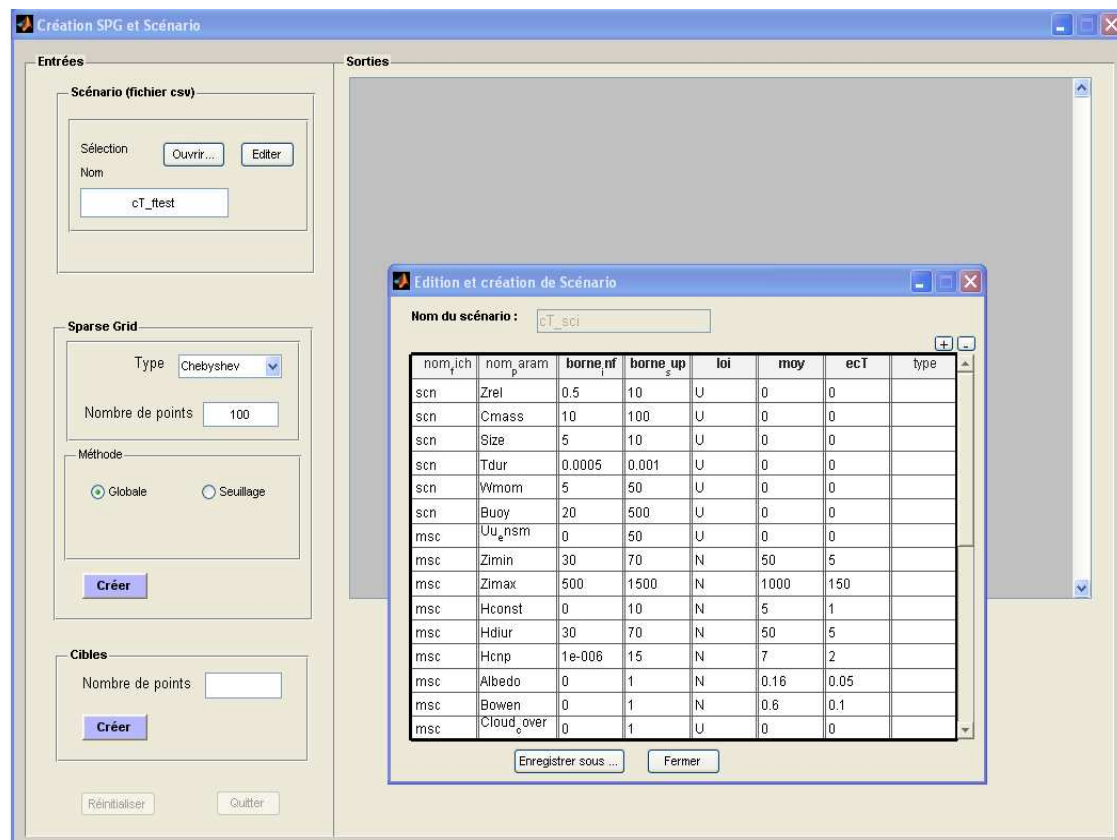 Création SPG et Scénario
Entrées
Scénario (fichier csv)
Sélection Ouvrir... Editer
Nom
cT_ftest
Sparse Grid
Type Chebyshev
Nombre de points 100
Méthode
Globale Seuillage
Créer
Cibles
Nombre de points
Créer
Réinitialiser Quitter
Sorties
Edition et création de Scénario
Nom du scénario : cT_sci
+ -
nom_fich nom_param borne_inf borne_sup loi moy ecT type
scn Zrel 0.5 10 U 0 0
scn Cmass 10 100 U 0 0
scn Size 5 10 U 0 0
scn Tdur 0.0005 0.001 U 0 0
scn Wmom 5 50 U 0 0
scn Buoy 20 500 U 0 0
msc Uu_ensm 0 50 U 0 0
msc Zimin 30 70 N 50 5
msc Zimax 500 1500 N 1000 150
msc Hconst 0 10 N 5 1
msc Hdiur 30 70 N 50 5
msc Hcnp 1e-006 15 N 7 2
msc Albedo 0 1 N 0.16 0.05
msc Bowen 0 1 N 0.6 0.1
msc Cloud_cover 0 1 U 0 0
Enregistrer sous ... Fermer